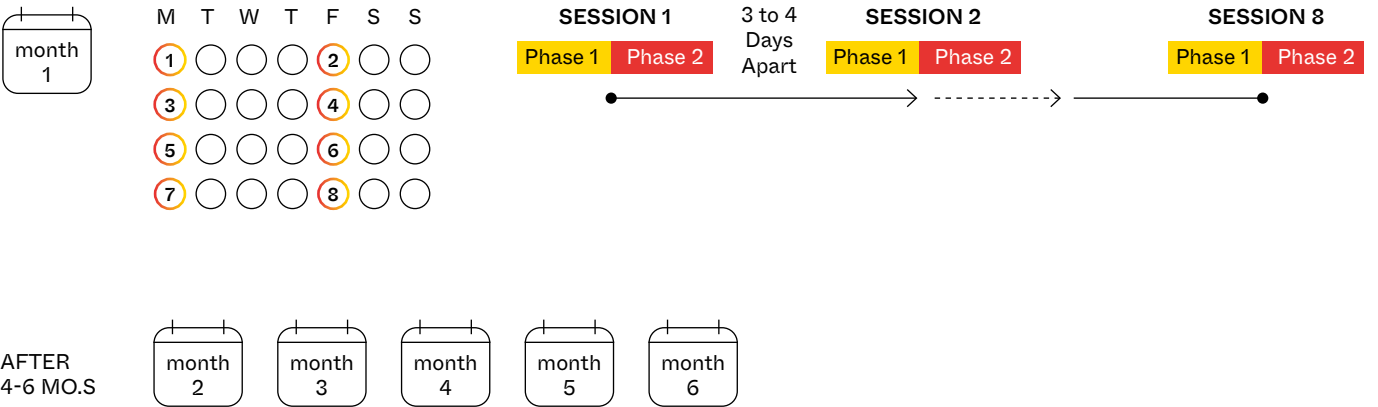 month
1
M T W T F S S
1 2
3 4
5 6
7 8
SESSION 1
Phase 1 Phase 2
3 to 4
Days
Apart
SESSION 2
Phase 1 Phase 2
SESSION 8
Phase 1 Phase 2
AFTER
4-6 MO.S
month
2
month
3
month
4
month
5
month
6